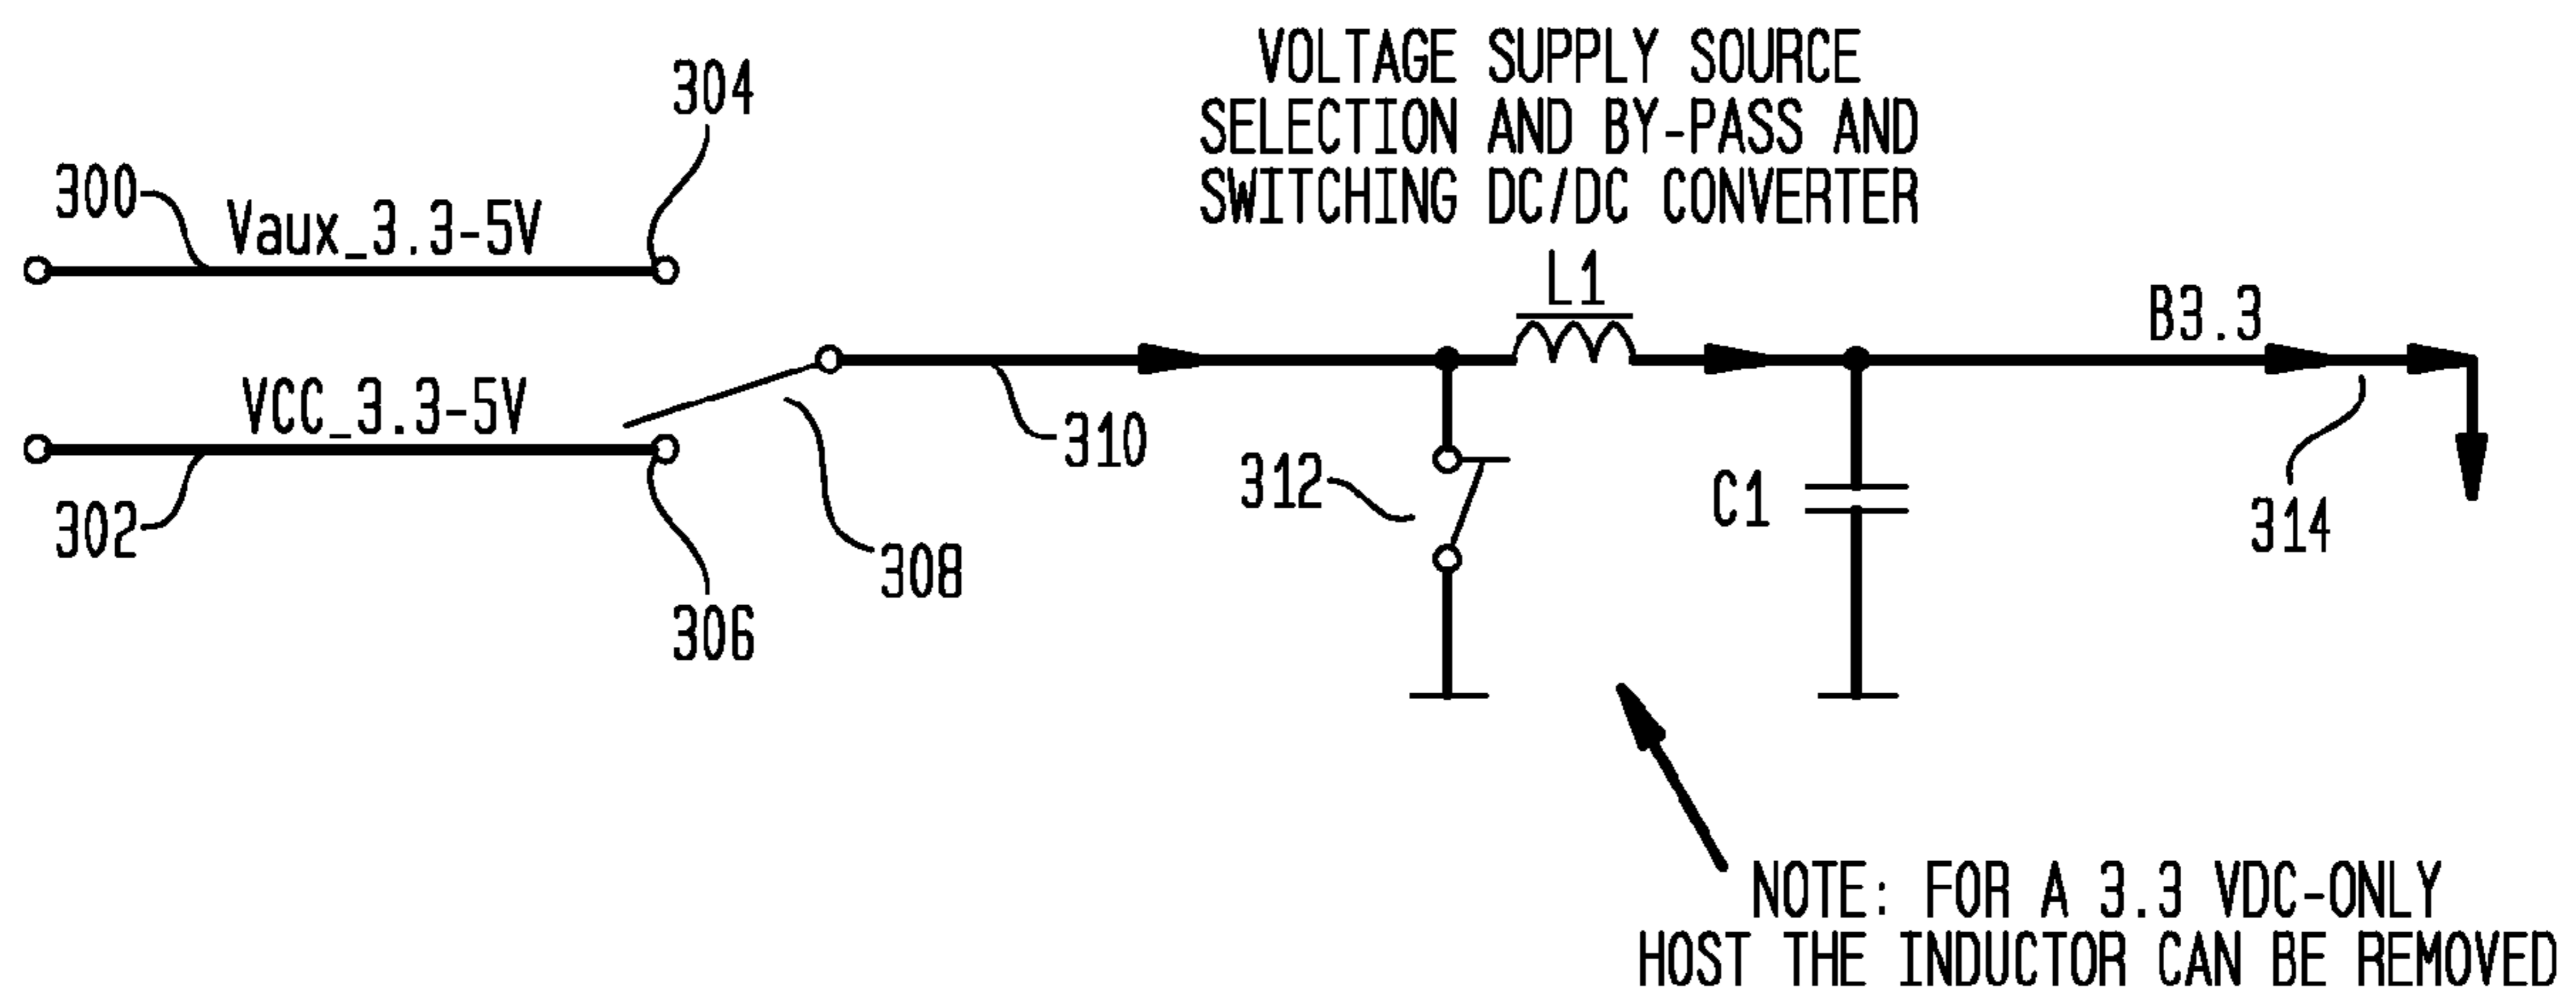 VOLTAGE SUPPLY SOURCE
SELECTION AND BY-PASS AND
SWITCHING DC/DC CONVERTER
304
300
Vaux_3.3-5V
L1
B3.3
VCC_3.3-5V
310
312
C1
314
302
308
306
NOTE: FOR A 3.3 VDC-ONLY
HOST THE INDUCTOR CAN BE REMOVED